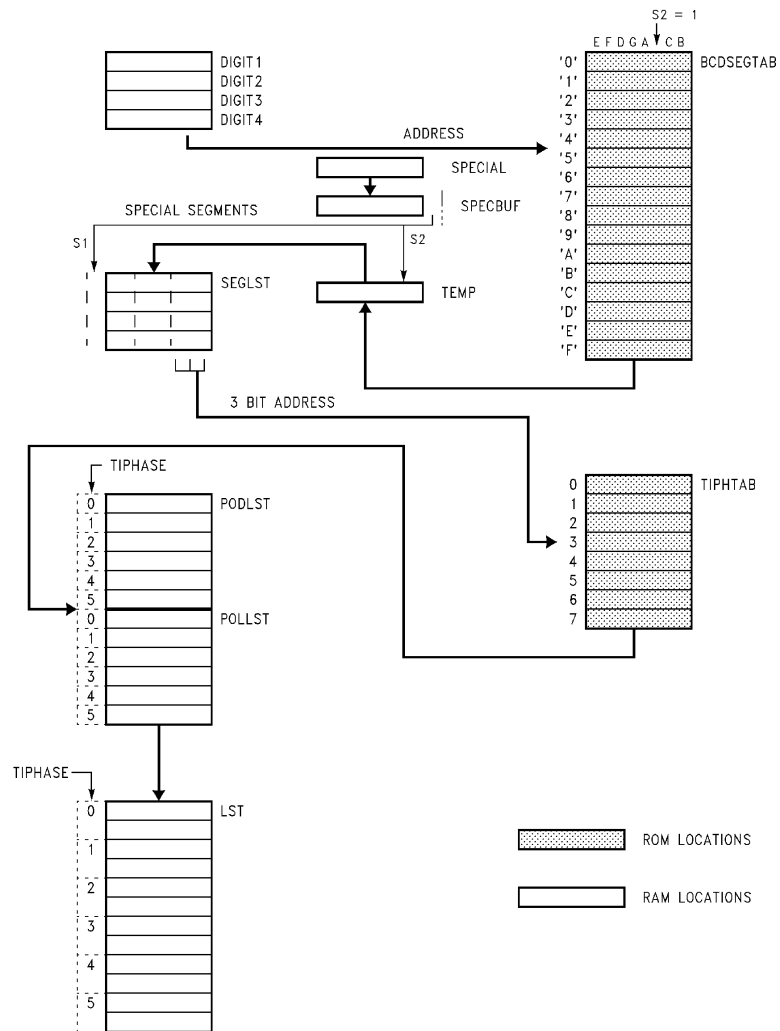 S2 = 1
E F D G A C B
DIGIT1
DIGIT2
DIGIT3
DIGIT4
BCDSEGTAB
'0'
'1'
'2'
'3'
'4'
'5'
'6'
'7'
'8'
'9'
'A'
'B'
'C'
'D'
'E'
'F'
ADDRESS
SPECIAL
SPECBUF
SPECIAL SEGMENTS
S1
S2
SEGLST
TEMP
3 BIT ADDRESS
TIPHASE
0
1
2
3
4
5
PODLST
0
1
2
3
4
5
POLLST
0
1
2
3
4
5
6
7
TIPHTAB
TIPHASE
0
1
2
3
4
5
LST
ROM LOCATIONS
RAM LOCATIONS